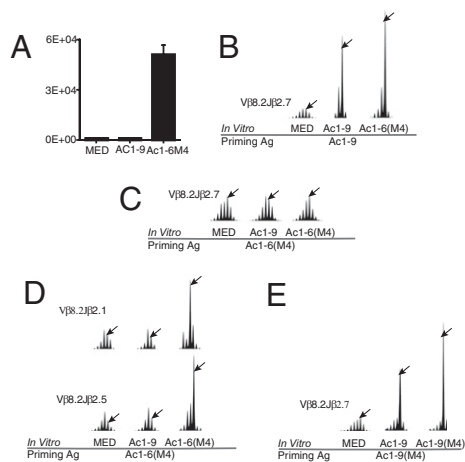 A
6E+04
3E+04
0E+00
MED AC1-9 Ac1-6M4
B
Vβ8.2Jβ2.7
In Vitro MED Ac1-9 Ac1-6(M4)
Priming Ag Ac1-9
C
Vβ8.2Jβ2.7
In Vitro MED Ac1-9 Ac1-6(M4)
Priming Ag Ac1-6(M4)
D
Vβ8.2Jβ2.1
Vβ8.2Jβ2.5
In Vitro MED Ac1-9 Ac1-6(M4)
Priming Ag Ac1-6(M4)
E
Vβ8.2Jβ2.7
In Vitro MED Ac1-9 Ac1-9(M4)
Priming Ag Ac1-9(M4)